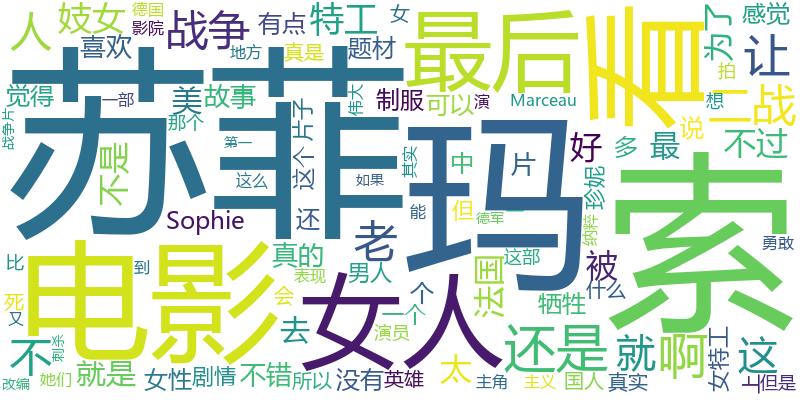 人 妓女 德国 影院 战争 有点 特工 女 最后 看 为了 感觉
喜欢 真是 地方 题材 伟大 拍 让
觉得 一部 美 故事 制服 可以 演 Marceau 想 二战
战争片 苏菲 那个 片子 玛 索 说
不是 第一 这个 其实 中 片 好 多 最 不过
这么 如果 珍妮
Sophie 还 老 能 但 德军 纳粹 勇敢
电影 真的 女人 男人 这部 被
比 到 表现 个 法国 牺牲 什么
死 又 会 去 一个 演员 还是 就 啊 女特工 这
不 刺杀 太
改编 她们 就是 女性 剧情 不错 所以 没有 英雄 主角 主义 国人 真实 上 但是